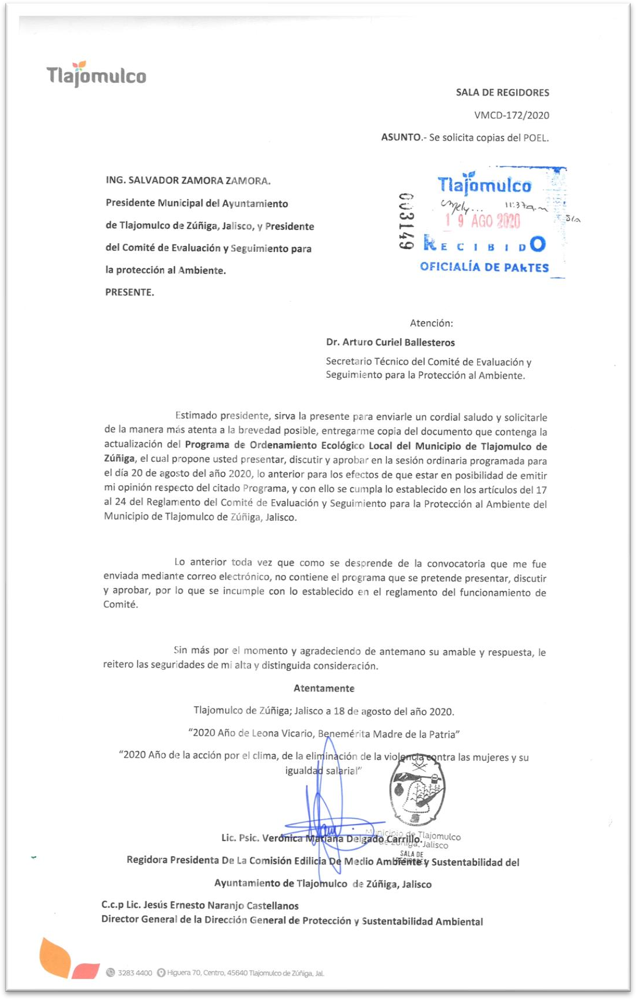 Tlajomulco
SALA DE REGIDORES
VMCD-172/2020
ASUNTO.- Se solicita copias del POEL.
ING. SALVADOR ZAMORA ZAMORA.
Presidente Municipal del Ayuntamiento
de Tlajomulco de Zúñiga, Jalisco, y Presidente
del Comité de Evaluación y Seguimiento para
la protección al Ambiente.
PRESENTE.
Tlajomulco
11:37am
19 AGO 2020
RECIBIDO
OFICIALÍA DE PARTES
003149
Atención:
Dr. Arturo Curiel Ballesteros
Secretario Técnico del Comité de Evaluación y
Seguimiento para la Protección al Ambiente.
Estimado presidente, sirva la presente para enviarle un cordial saludo y solicitarle
de la manera más atenta a la brevedad posible, entregarme copia del documento que contenga la
actualización del Programa de Ordenamiento Ecológico Local del Municipio de Tlajomulco de
Zúñiga, el cual propone usted presentar, discutir y aprobar en la sesión ordinaria programada para
el día 20 de agosto del año 2020, lo anterior para los efectos de que estar en posibilidad de emitir
mi opinión respecto del citado Programa, y con ello se cumpla lo establecido en los artículos del 17
al 24 del Reglamento del Comité de Evaluación y Seguimiento para la Protección al Ambiente del
Municipio de Tlajomulco de Zúñiga, Jalisco.
Lo anterior toda vez que como se desprende de la convocatoria que me fue
enviada mediante correo electrónico, no contiene el programa que se pretende presentar, discutir
y aprobar, por lo que se incumple con lo establecido en el reglamento del funcionamiento de
Comité.
Sin más por el momento y agradeciendo de antemano su amable y respuesta, le
reitero las seguridades de mi alta y distinguida consideración.
Atentamente
Tlajomulco de Zúñiga; Jalisco a 18 de agosto del año 2020.
“2020 Año de Leona Vicario, Benemérita Madre de la Patria”
“2020 Año de la acción por el clima, de la eliminación de la violencia contra las mujeres y su
igualdad salarial”
Municipio de Tlajomulco
de Zúñiga, Jalisco
SALA DE
REGIDORES
Lic. Psic. Verónica Mariana Delgado Carrillo.
Regidora Presidenta De La Comisión Edilicia De Medio Ambiente y Sustentabilidad del
Ayuntamiento de Tlajomulco de Zúñiga, Jalisco
C.c.p Lic. Jesús Ernesto Naranjo Castellanos
Director General de la Dirección General de Protección y Sustentabilidad Ambiental
3283 4400 Higuera 70, Centro, 45640 Tlajomulco de Zúñiga, Jal.